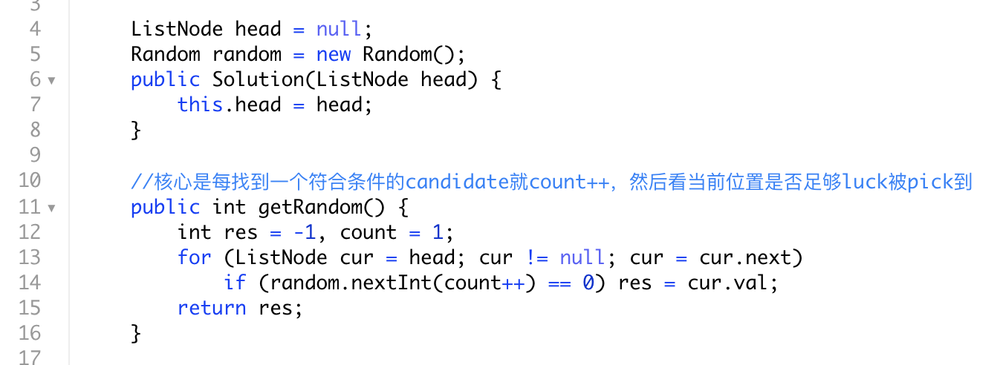 3
4 ListNode head = null;
5 Random random = new Random();
6 ▼ public Solution(ListNode head) {
7 this.head = head;
8 }
9
10 //核心是每找到一个符合条件的candidate就count++，然后看当前位置是否足够luck被pick到
11 ▼ public int getRandom() {
12 int res = -1, count = 1;
13 for (ListNode cur = head; cur != null; cur = cur.next)
14 if (random.nextInt(count++) == 0) res = cur.val;
15 return res;
16 }
17